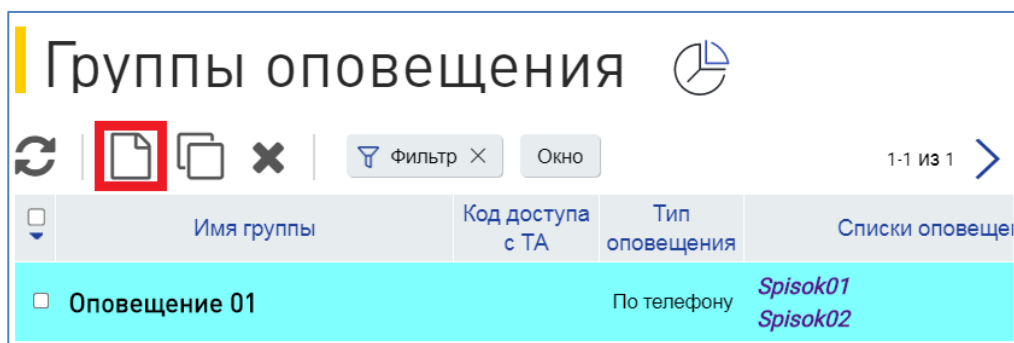 Группы оповещения
Фильтр × Окно 1-1 из 1
Имя группы Код доступа с ТА Тип оповещения Списки оповеще
Оповещение 01 По телефону Spisok01
Spisok02